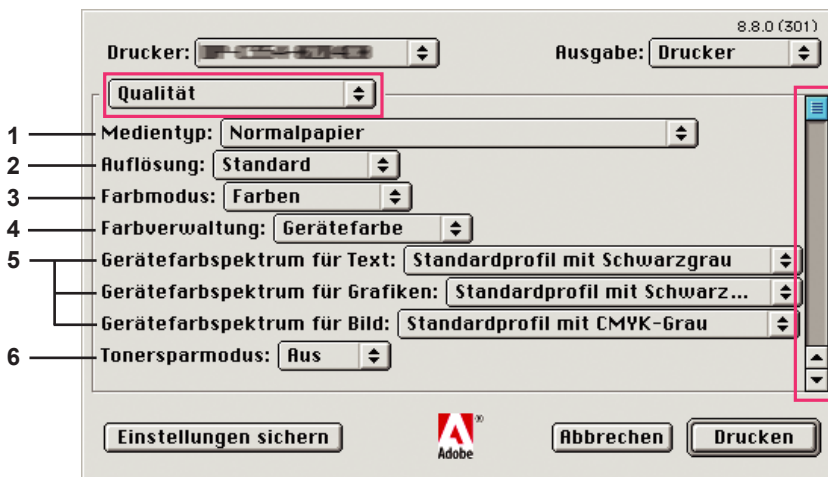 8.8.0 (301)
Drucker: Ausgabe: Drucker
Qualität
1 Medientyp: Normalpapier
2 Auflösung: Standard
3 Farbmodus: Farben
4 Farbverwaltung: Gerätefarbe
5 Gerätefarbspektrum für Text: Standardprofil mit Schwarzgrau
Gerätefarbspektrum für Grafiken: Standardprofil mit Schwarz...
Gerätefarbspektrum für Bild: Standardprofil mit CMYK-Grau
6 Tonersparmodus: Aus
Einstellungen sichern Adobe ® Abbrechen Drucken